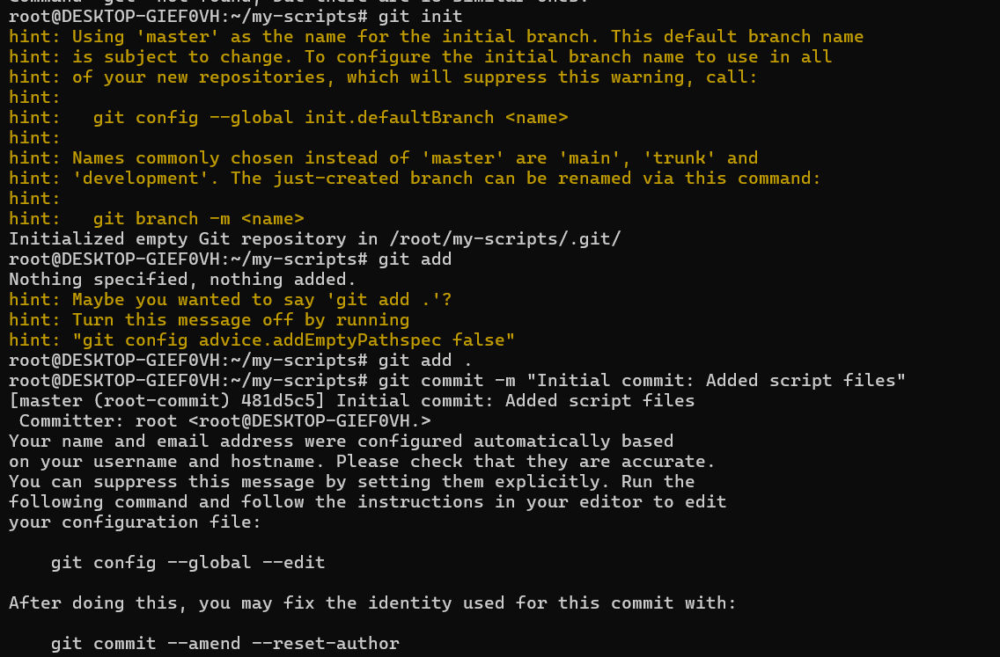 root@DESKTOP-GIEF0VH:~/my-scripts# git init
hint: Using 'master' as the name for the initial branch. This default branch name
hint: is subject to change. To configure the initial branch name to use in all
hint: of your new repositories, which will suppress this warning, call:
hint:
hint:   git config --global init.defaultBranch <name>
hint:
hint: Names commonly chosen instead of 'master' are 'main', 'trunk' and
hint: 'development'. The just-created branch can be renamed via this command:
hint:
hint:   git branch -m <name>
Initialized empty Git repository in /root/my-scripts/.git/
root@DESKTOP-GIEF0VH:~/my-scripts# git add
Nothing specified, nothing added.
hint: Maybe you wanted to say 'git add .'?
hint: Turn this message off by running
hint: "git config advice.addEmptyPathspec false"
root@DESKTOP-GIEF0VH:~/my-scripts# git add .
root@DESKTOP-GIEF0VH:~/my-scripts# git commit -m "Initial commit: Added script files"
[master (root-commit) 481d5c5] Initial commit: Added script files
 Committer: root <root@DESKTOP-GIEF0VH.>
Your name and email address were configured automatically based
on your username and hostname. Please check that they are accurate.
You can suppress this message by setting them explicitly. Run the
following command and follow the instructions in your editor to edit
your configuration file:

    git config --global --edit

After doing this, you may fix the identity used for this commit with:

    git commit --amend --reset-author